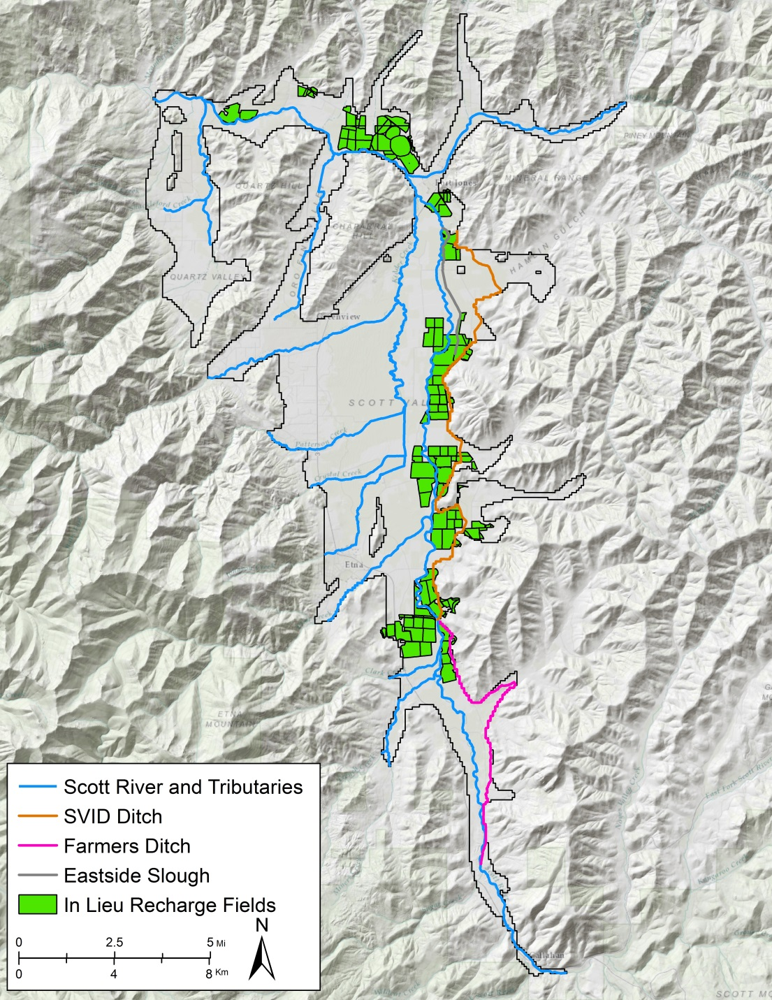 PINEY MOUNTAIN
Fort Jones
MINERAL RANGE
QUARTZ HILL
CHAPARRAL
HILL
HAMLIN GULCH
QUARTZ VALLEY
Greenview
SCOTT VAL
Patterson Creek
Crystal Creek
Etna
Clark
ETNA
MOUNTAIN
East Fork Scott River
Kangaroo Creek
Callahan
SCOTT MO
Scott River and Tributaries
SVID Ditch
Farmers Ditch
Eastside Slough
In Lieu Recharge Fields
N
0 2.5 5 Mi
0 4 8 Km